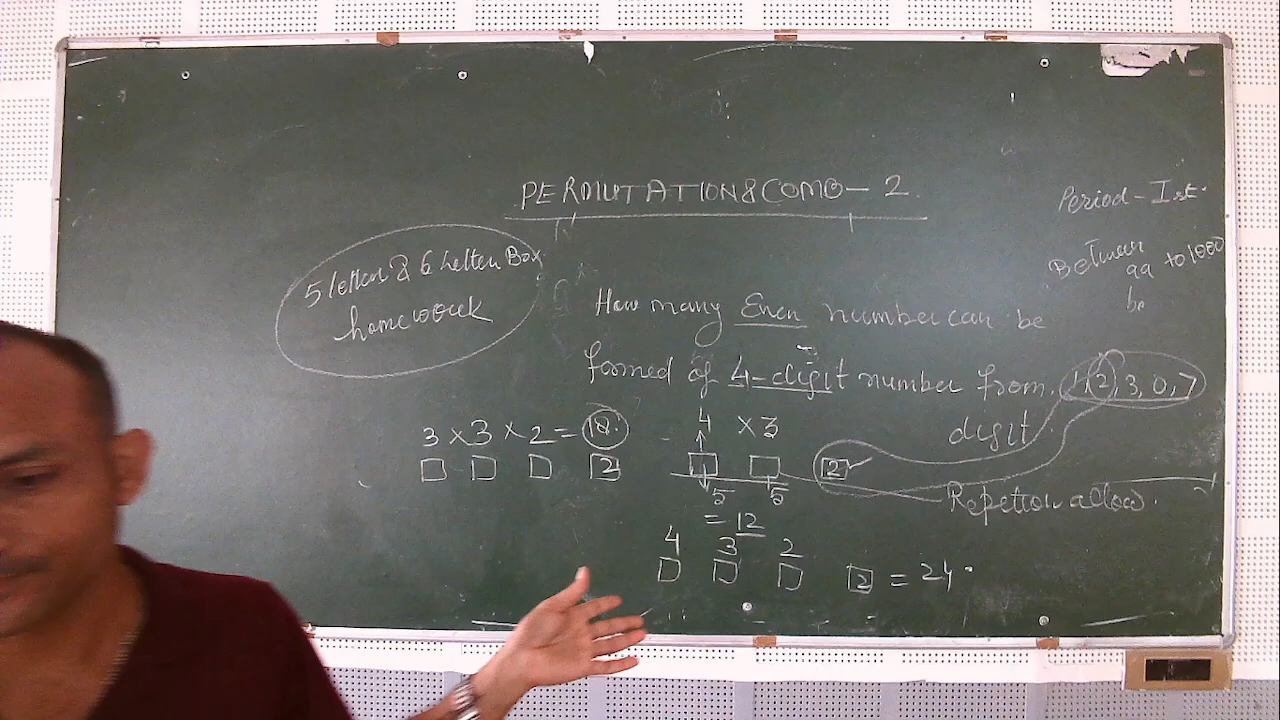 PERMUTATION & COMB - 2
Period - Ist
Between
99 to 1000
be
5 letter & 6 Letter Box
homework
How many Even number can be
formed of 4-digit number from 1, 2, 3, 0, 7
digit
3 x 3 x 2 = 18
2
4 x 3
2
5 5
Repetion allow
= 12
4 3 2
2 = 24